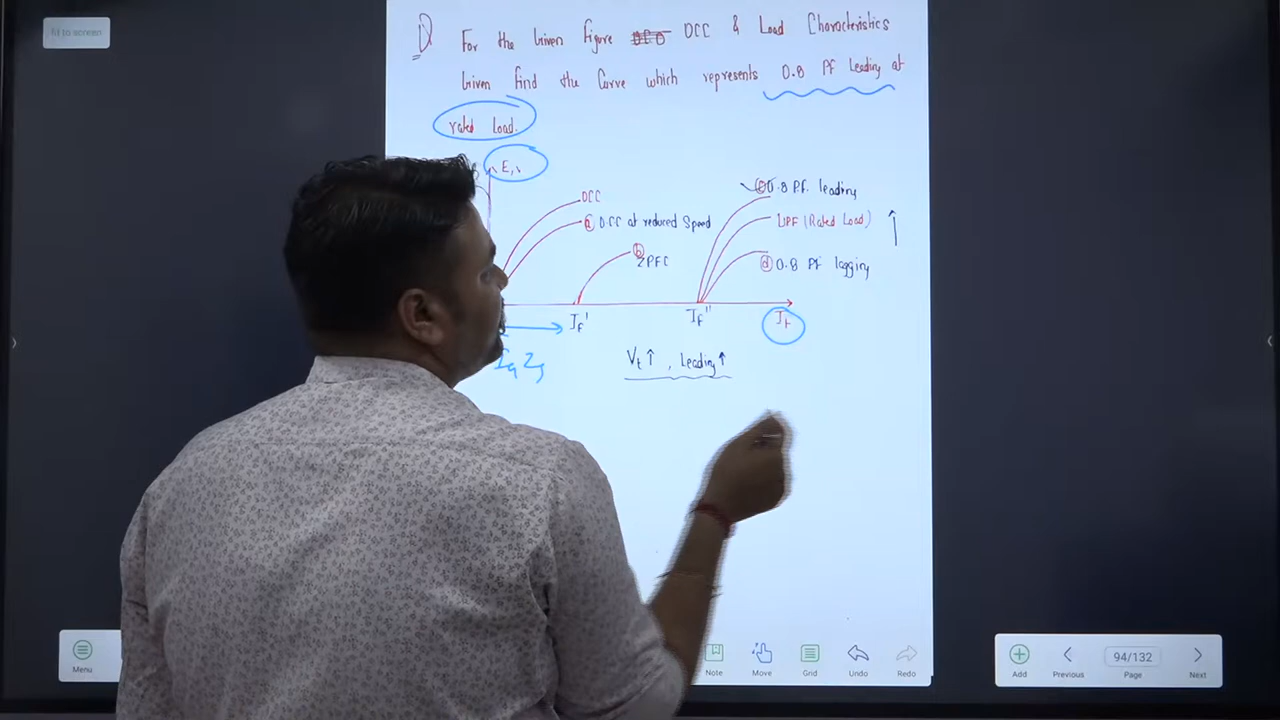 fit to screen
Q For the Given figure OCC & Load Characteristics
Given find the Curve which represents 0.8 PF Leading at
rated Load.
OCC
(a) OCC at reduced Speed
(b) ZPFC
0.8 PF. leading
UPF (Rated Load) ↑
(d) 0.8 PF lagging
If' If'' If
Vt ↑ , Leading ↑
Menu
Note Move Grid Undo Redo
Add Previous 94/132 Page Next